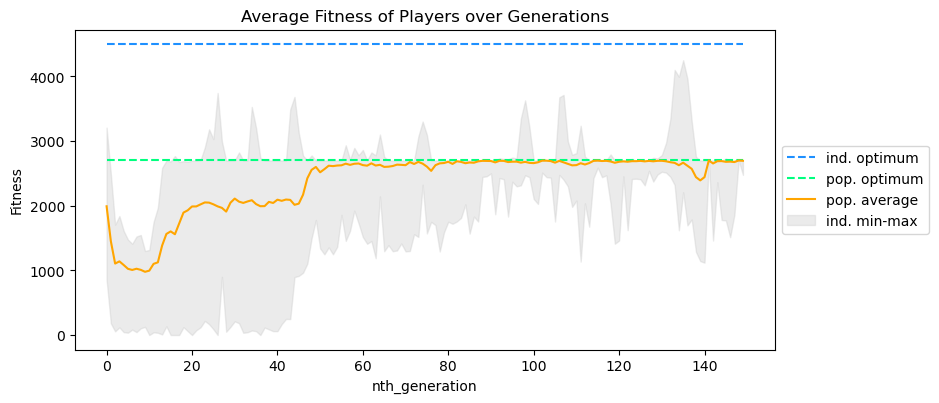 Average Fitness of Players over Generations
Fitness
4000
3000
2000
1000
0
0 20 40 60 80 100 120 140
nth_generation
ind. optimum
pop. optimum
pop. average
ind. min-max